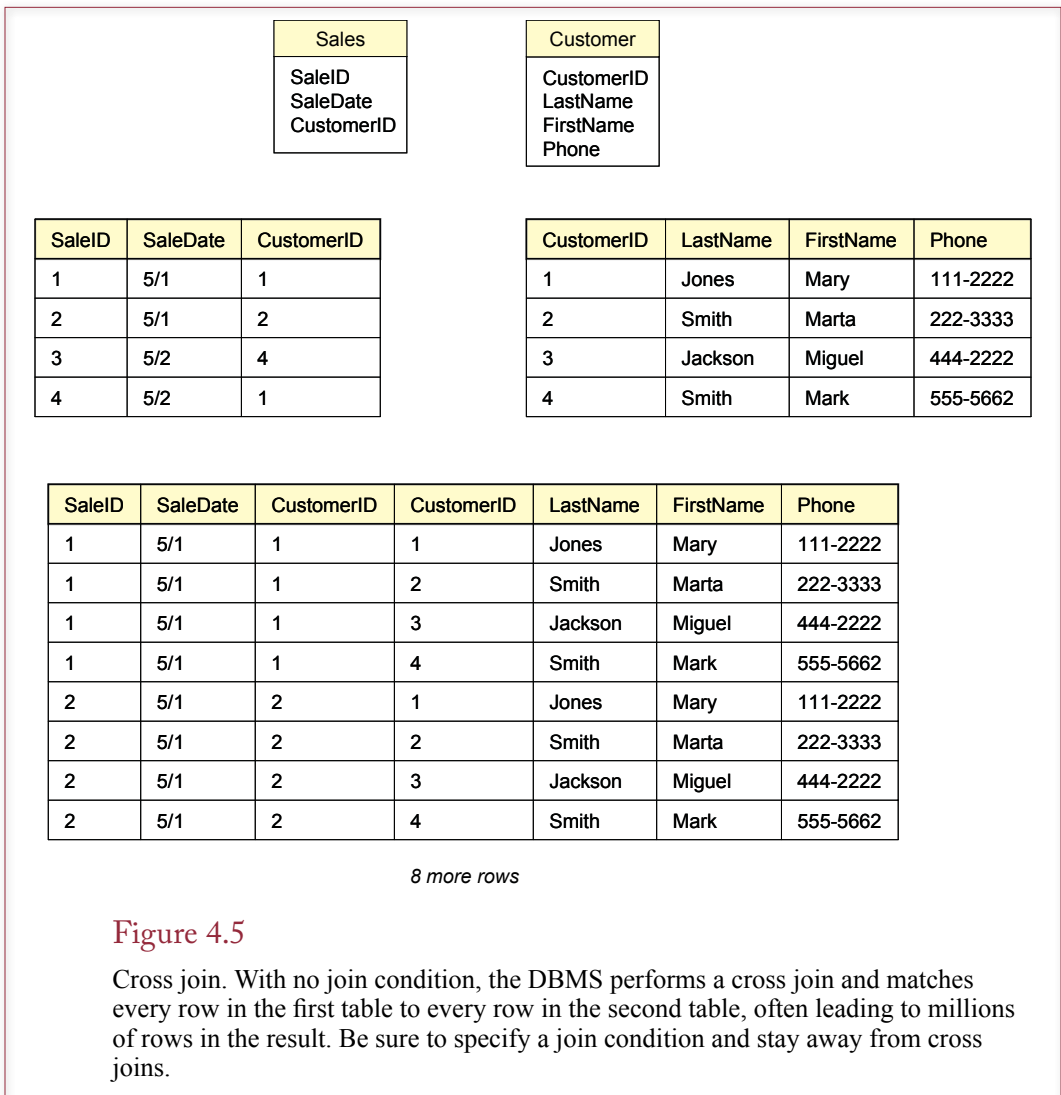 Sales
SaleID
SaleDate
CustomerID
Customer
CustomerID
LastName
FirstName
Phone
SaleID SaleDate CustomerID
1 5/1 1
2 5/1 2
3 5/2 4
4 5/2 1
CustomerID LastName FirstName Phone
1 Jones Mary 111-2222
2 Smith Marta 222-3333
3 Jackson Miguel 444-2222
4 Smith Mark 555-5662
SaleID SaleDate CustomerID CustomerID LastName FirstName Phone
1 5/1 1 1 Jones Mary 111-2222
1 5/1 1 2 Smith Marta 222-3333
1 5/1 1 3 Jackson Miguel 444-2222
1 5/1 1 4 Smith Mark 555-5662
2 5/1 2 1 Jones Mary 111-2222
2 5/1 2 2 Smith Marta 222-3333
2 5/1 2 3 Jackson Miguel 444-2222
2 5/1 2 4 Smith Mark 555-5662
8 more rows
Figure 4.5
Cross join. With no join condition, the DBMS performs a cross join and matches
every row in the first table to every row in the second table, often leading to millions
of rows in the result. Be sure to specify a join condition and stay away from cross
joins.